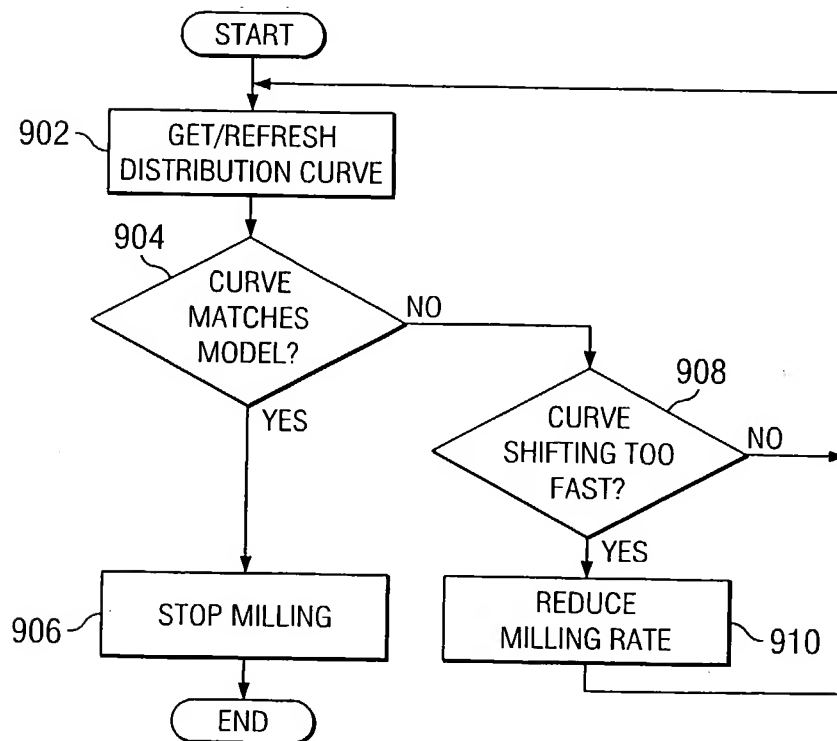 START
902
GET/REFRESH
DISTRIBUTION CURVE
904
CURVE
MATCHES
MODEL?
NO
YES
908
CURVE
SHIFTING TOO
FAST?
NO
YES
906
STOP MILLING
REDUCE
MILLING RATE
910
END